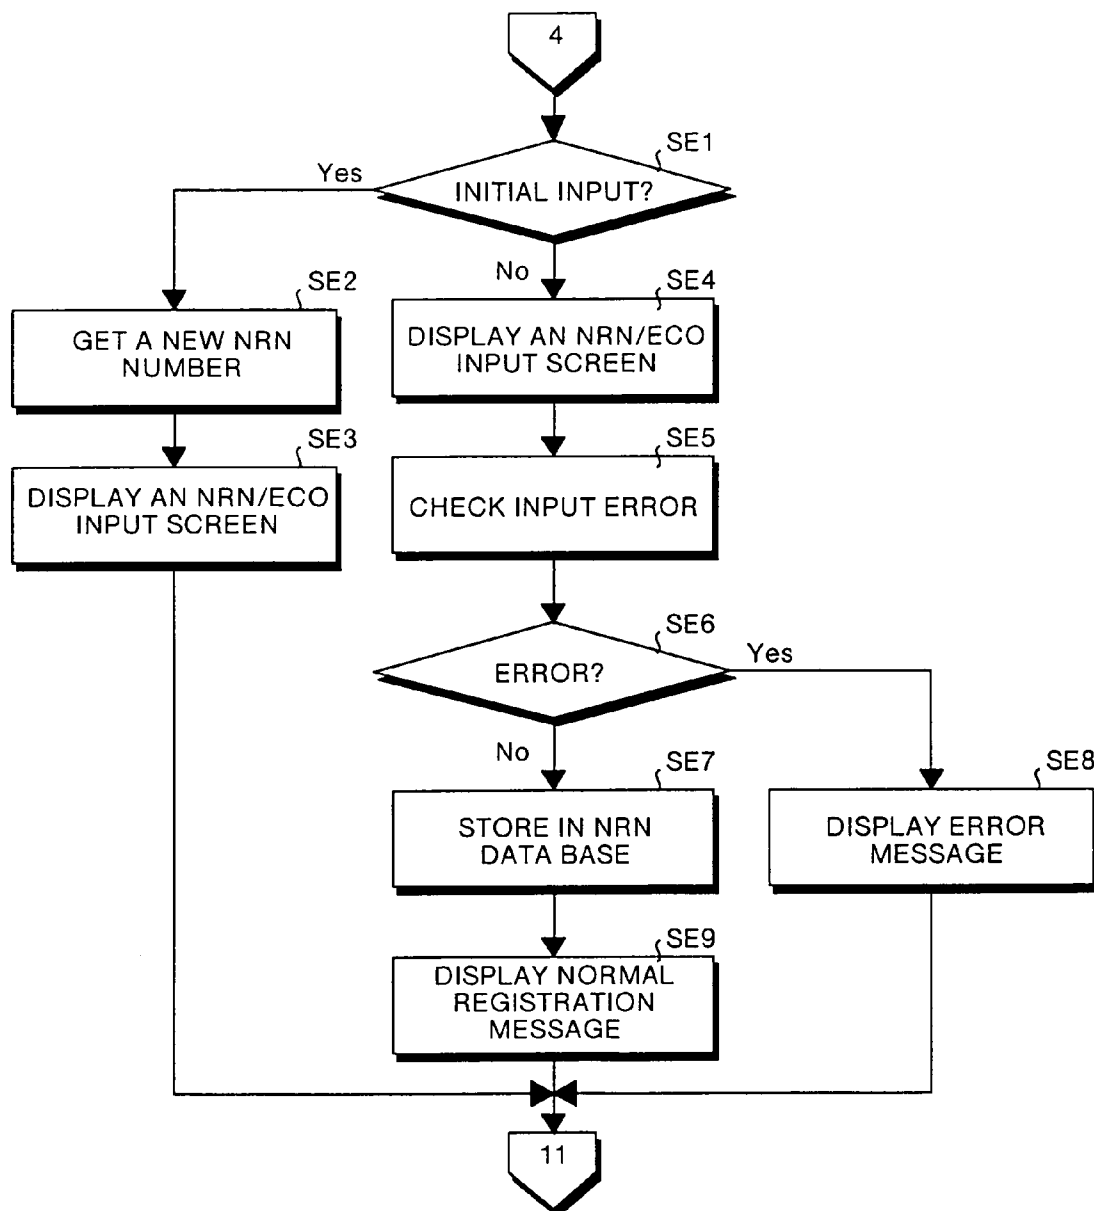 4
SE1
Yes
INITIAL INPUT?
No
SE2
GET A NEW NRN
NUMBER
SE4
DISPLAY AN NRN/ECO
INPUT SCREEN
SE3
DISPLAY AN NRN/ECO
INPUT SCREEN
SE5
CHECK INPUT ERROR
SE6
ERROR?
Yes
No
SE7
STORE IN NRN
DATA BASE
SE8
DISPLAY ERROR
MESSAGE
SE9
DISPLAY NORMAL
REGISTRATION
MESSAGE
11